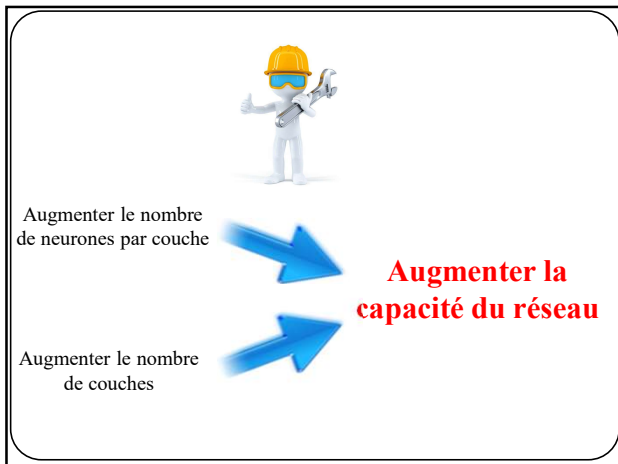 Augmenter le nombre
de neurones par couche
Augmenter la
capacité du réseau
Augmenter le nombre
de couches